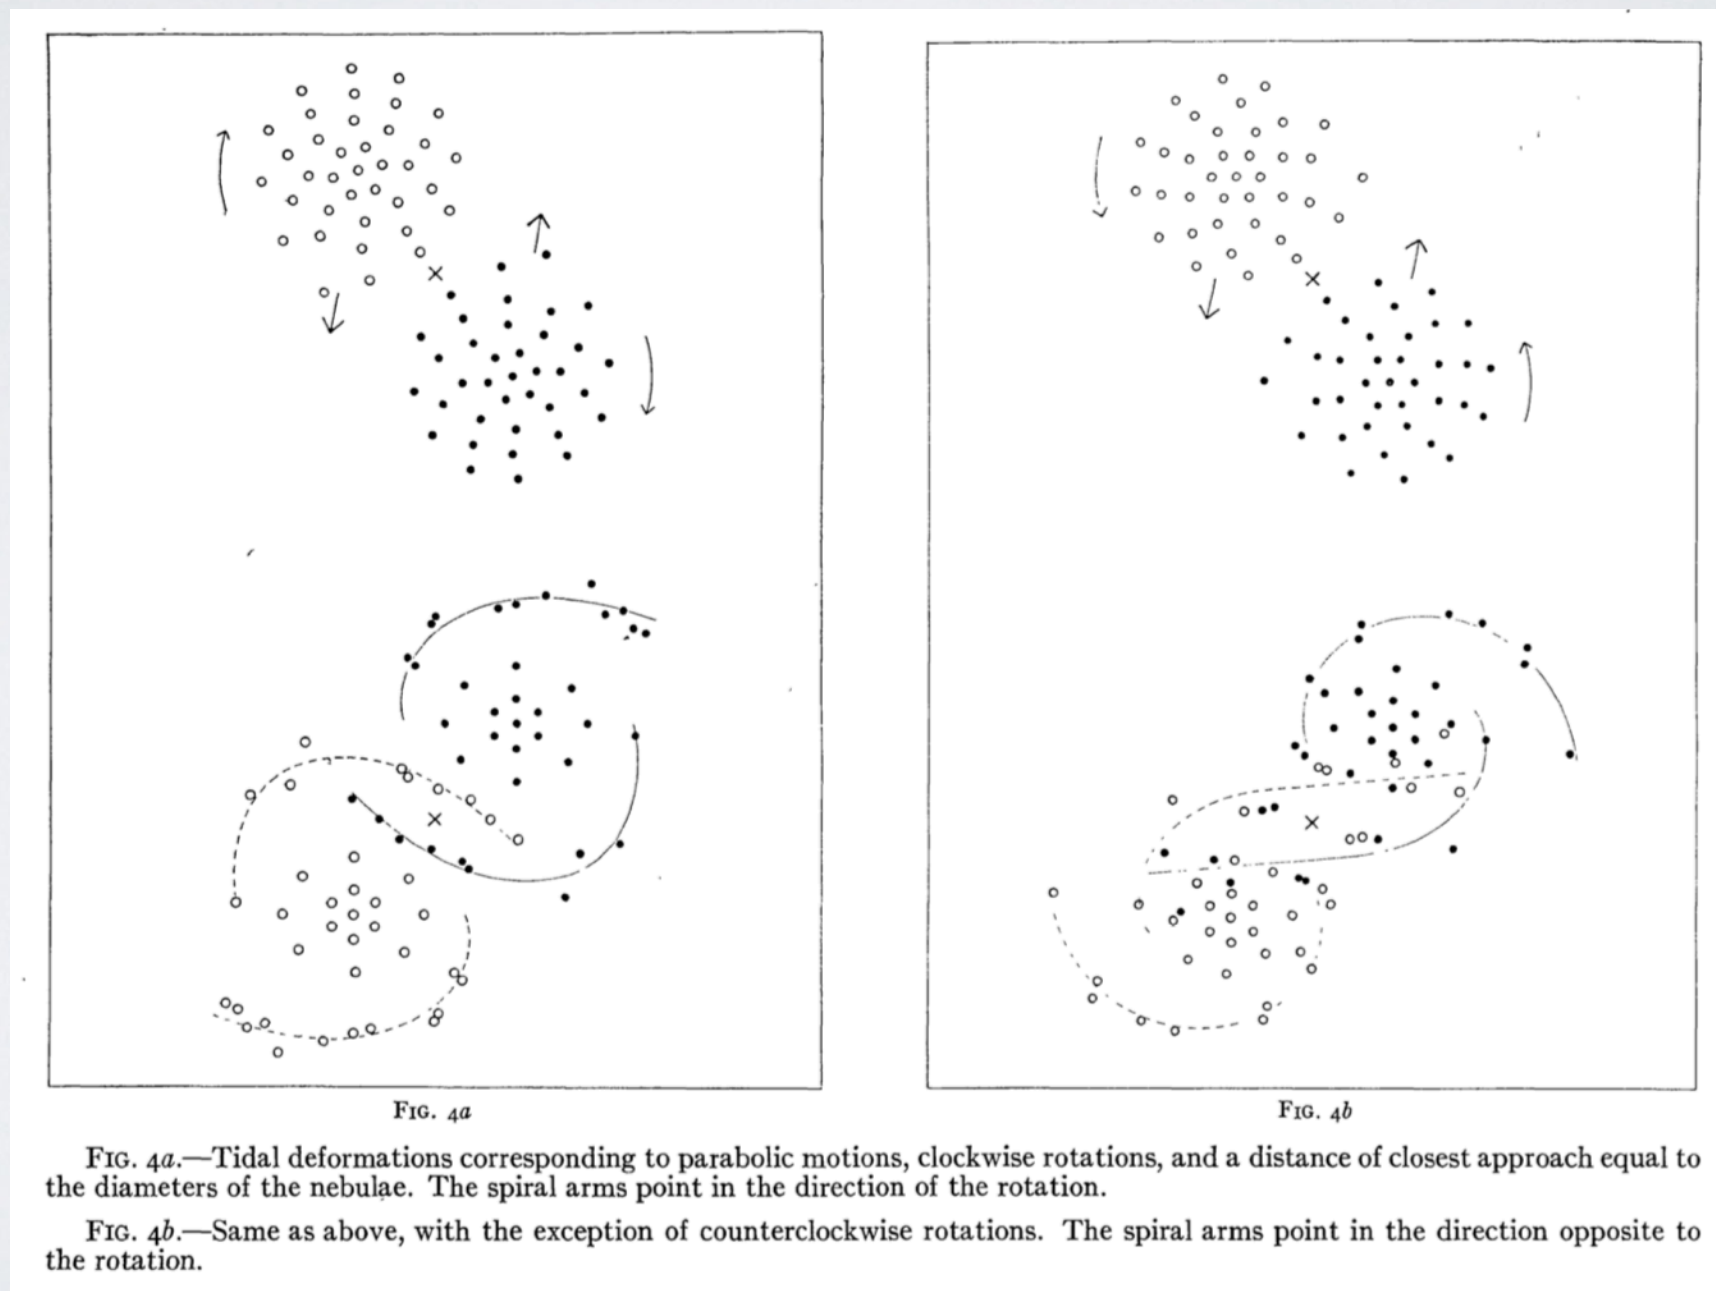 FIG. 4a
FIG. 4b
FIG. 4a.—Tidal deformations corresponding to parabolic motions, clockwise rotations, and a distance of closest approach equal to
the diameters of the nebulae. The spiral arms point in the direction of the rotation.
FIG. 4b.—Same as above, with the exception of counterclockwise rotations. The spiral arms point in the direction opposite to
the rotation.